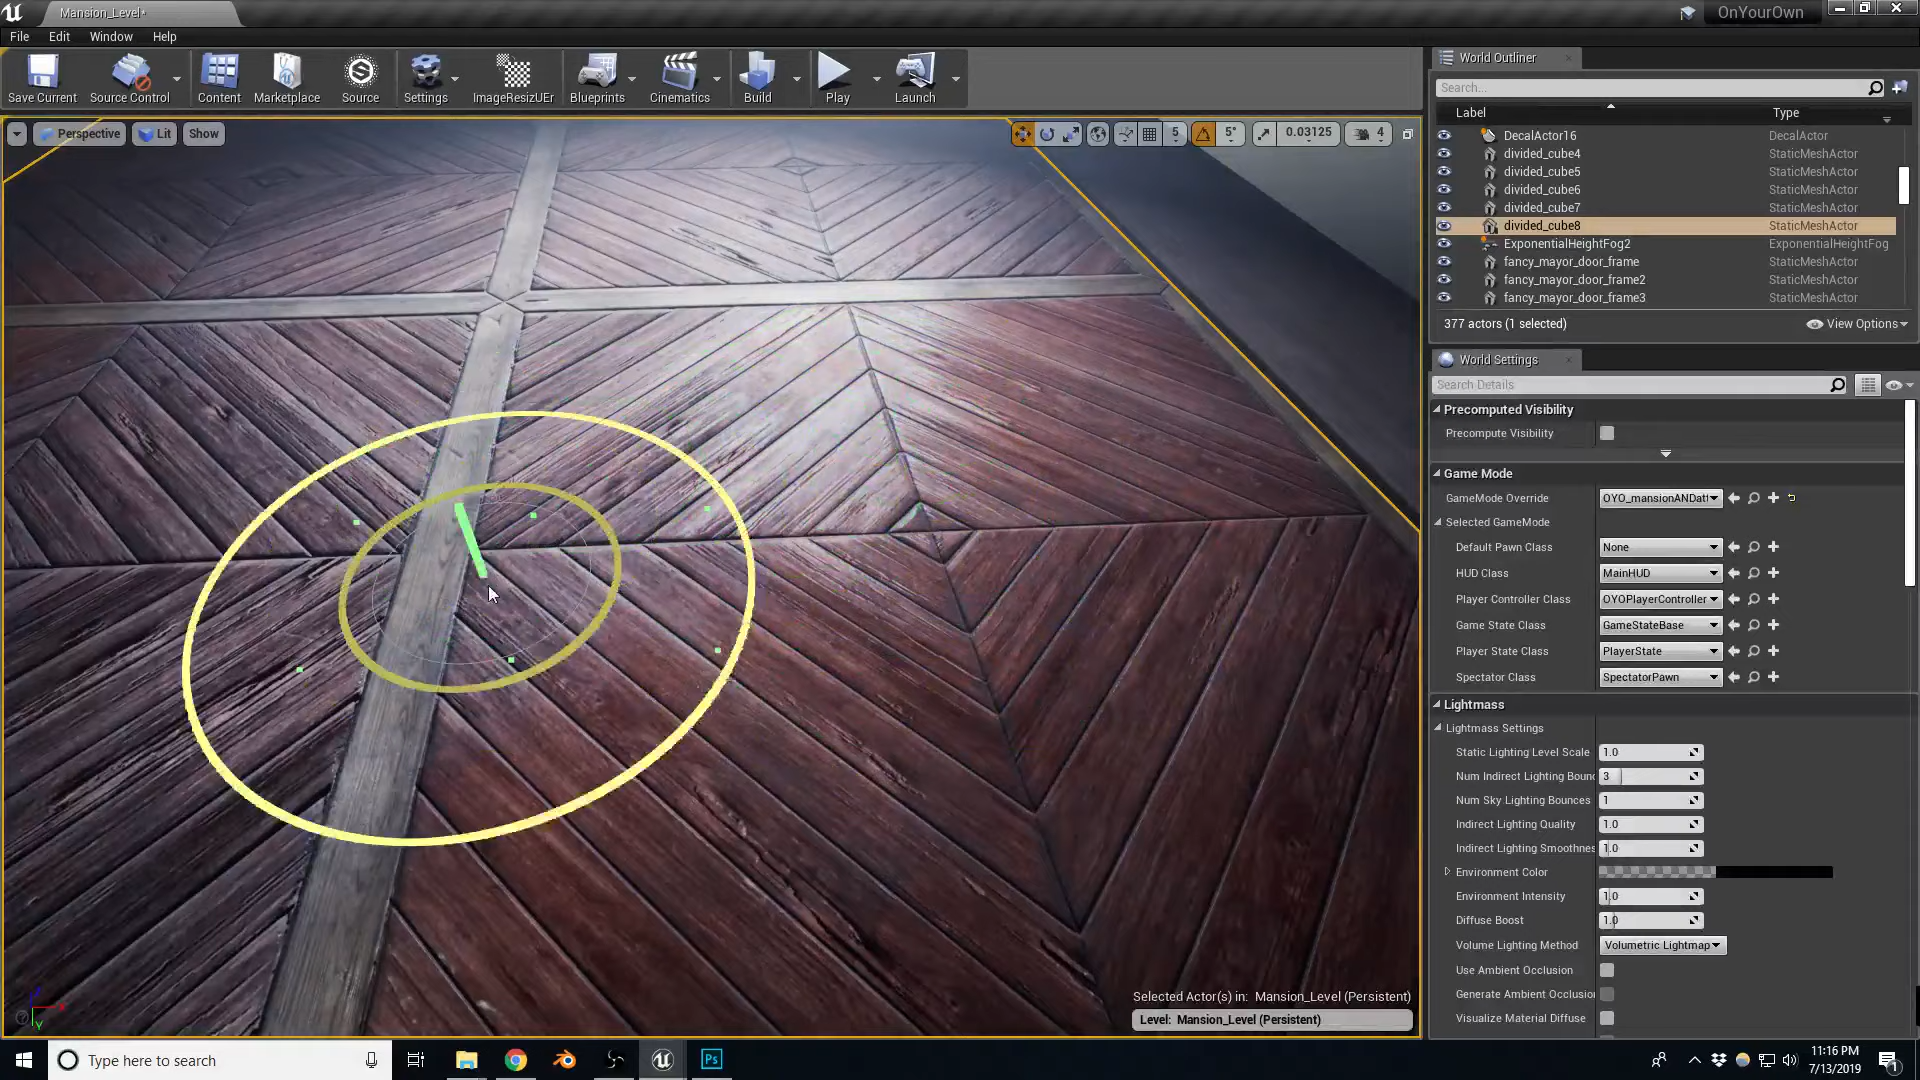 Mansion_Level*
OnYourOwn
File Edit Window Help
Save Current
Source Control
Content
Marketplace
Source
Settings
ImageResizUEr
Blueprints
Cinematics
Build
Play
Launch
Perspective
Lit
Show
5
5°
0.03125
4
World Outliner
Search...
Label Type
DecalActor16 DecalActor
divided_cube4 StaticMeshActor
divided_cube5 StaticMeshActor
divided_cube6 StaticMeshActor
divided_cube7 StaticMeshActor
divided_cube8 StaticMeshActor
ExponentialHeightFog2 ExponentialHeightFog
fancy_mayor_door_frame StaticMeshActor
fancy_mayor_door_frame2 StaticMeshActor
fancy_mayor_door_frame3 StaticMeshActor
377 actors (1 selected)
View Options
World Settings
Search Details
Precomputed Visibility
Precompute Visibility
Game Mode
GameMode Override OYO_mansionANDatt
Selected GameMode
Default Pawn Class None
HUD Class MainHUD
Player Controller Class OYOPlayerController
Game State Class GameStateBase
Player State Class PlayerState
Spectator Class SpectatorPawn
Lightmass
Lightmass Settings
Static Lighting Level Scale 1.0
Num Indirect Lighting Bounc 3
Num Sky Lighting Bounces 1
Indirect Lighting Quality 1.0
Indirect Lighting Smoothnes 1.0
Environment Color
Environment Intensity 1.0
Diffuse Boost 1.0
Volume Lighting Method Volumetric Lightmap
Use Ambient Occlusion
Generate Ambient Occlusion
Visualize Material Diffuse
Selected Actor(s) in: Mansion_Level (Persistent)
Level: Mansion_Level (Persistent)
X
Y
Type here to search
Ps
11:16 PM
7/13/2019
1